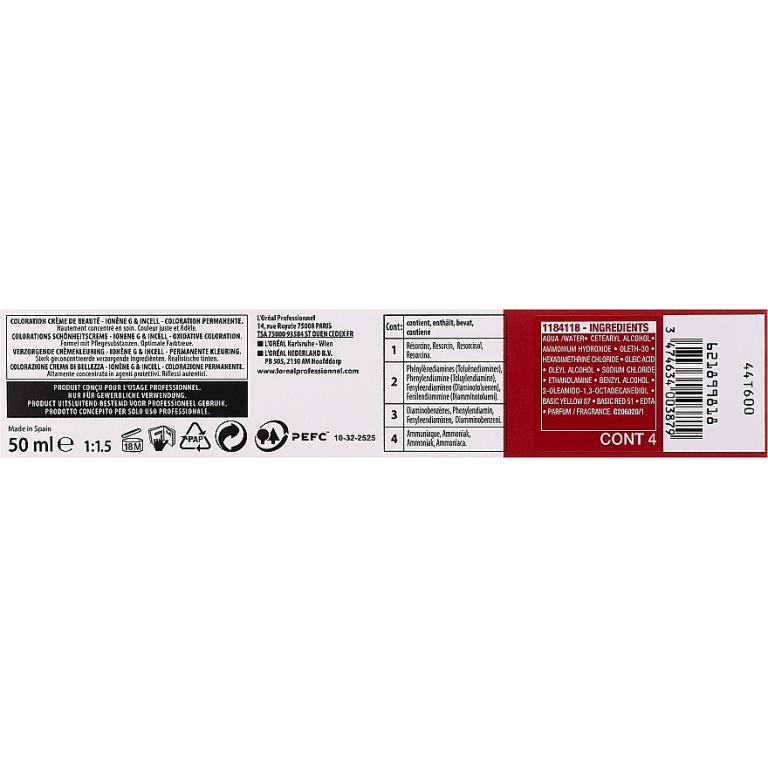 COLORATION CRÈME DE BEAUTÉ - IONÈNE G & INCELL - COLORATION PERMANENTE.
Hautement concentré en soin. Couleur juste et fidèle.
COLORATIONS SCHÖNHEITSCREME - IONENE G & INCELL - OXIDATIVE COLORATION.
Formel mit Pflegesubstanzen. Optimale Farbtreue.
VERZORGENDE CRÈMEKLEURING - IONÈNE G & INCELL - PERMANENTE KLEURING.
Sterk geconcentreerde verzorgende ingrediënten. Realistische tinten.
COLORAZIONE CREMA DI BELLEZZA - IONÈNE G & INCELL - COLORAZIONE PERMANENTE.
Altamente concentrato in agenti protettivi. Riflessi autentici.
PRODUIT CONÇU POUR L'USAGE PROFESSIONNEL.
NUR FÜR GEWERBLICHE VERWENDUNG.
PRODUCT UITSLUITEND BESTEMD VOOR PROFESSIONEEL GEBRUIK.
PRODOTTO CONCEPITO PER SOLO USO PROFESSIONALE.
Made in Spain
50 ml e 1:1.5
18M
PAP
PEFC™ 10-32-2525
L'Oréal Professionnel
14, rue Royale 75008 PARIS
TSA 75000 93584 ST OUEN CEDEX FR
■ L'ORÉAL Karlsruhe - Wien
■ L'ORÉAL NEDERLAND B.V.
PB 505, 2130 AM Hoofddorp
www.lorealprofessionnel.com
Cont: contient, enthält, bevat,
contiene
1 Résorcine, Resorcin, Resorcinol,
Resorcina.
2 Phénylènediamines (Toluènediamines),
Phenylendiamine (Toluylendiamine),
Fenyleendiaminen (Diaminotoluenen),
Fenilendiammine (Diamminotoluni).
3 Diaminobenzènes, Phenylendiamin,
Fenyleendiaminen, Diamminobenzeni.
4 Ammoniaque, Ammoniak,
Ammoniak, Ammoniaca.
1184118 - INGREDIENTS
AQUA / WATER • CETEARYL ALCOHOL •
AMMONIUM HYDROXIDE • OLETH-30 •
HEXADIMETHRINE CHLORIDE • OLEIC ACID
• OLEYL ALCOHOL • SODIUM CHLORIDE
• ETHANOLAMINE • BENZYL ALCOHOL •
2-OLEAMIDO-1,3-OCTADECANEDIOL •
BASIC YELLOW 87 • BASIC RED 51 • EDTA
• PARFUM / FRAGRANCE. C206020/1
CONT 4
3 474634 003879
44T600